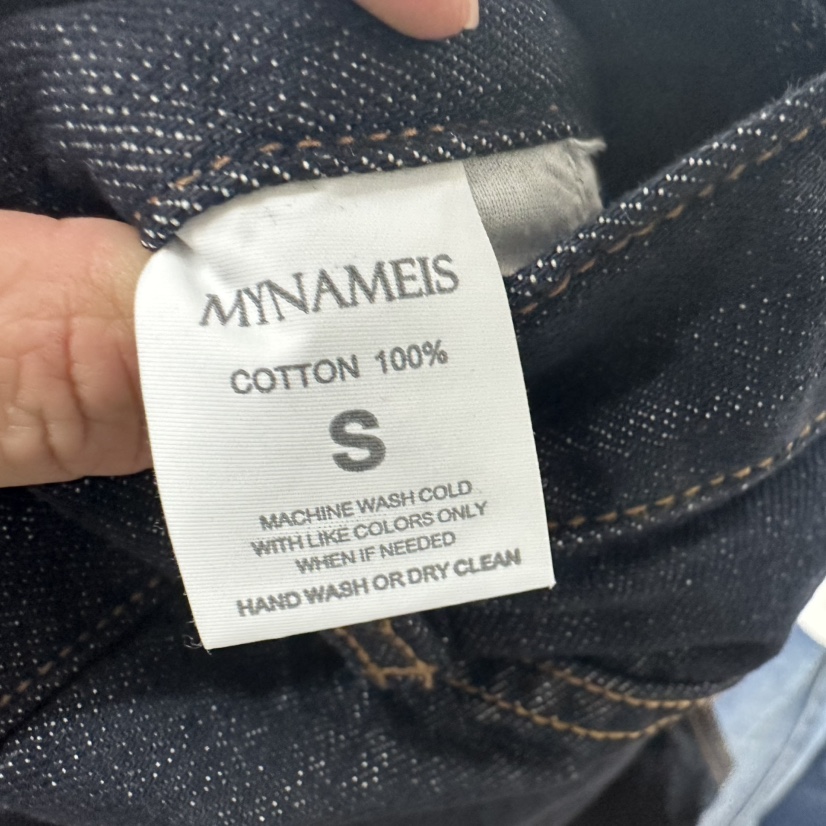 MYNAMEIS
COTTON 100%
S
MACHINE WASH COLD
WITH LIKE COLORS ONLY
WHEN IF NEEDED
HAND WASH OR DRY CLEAN